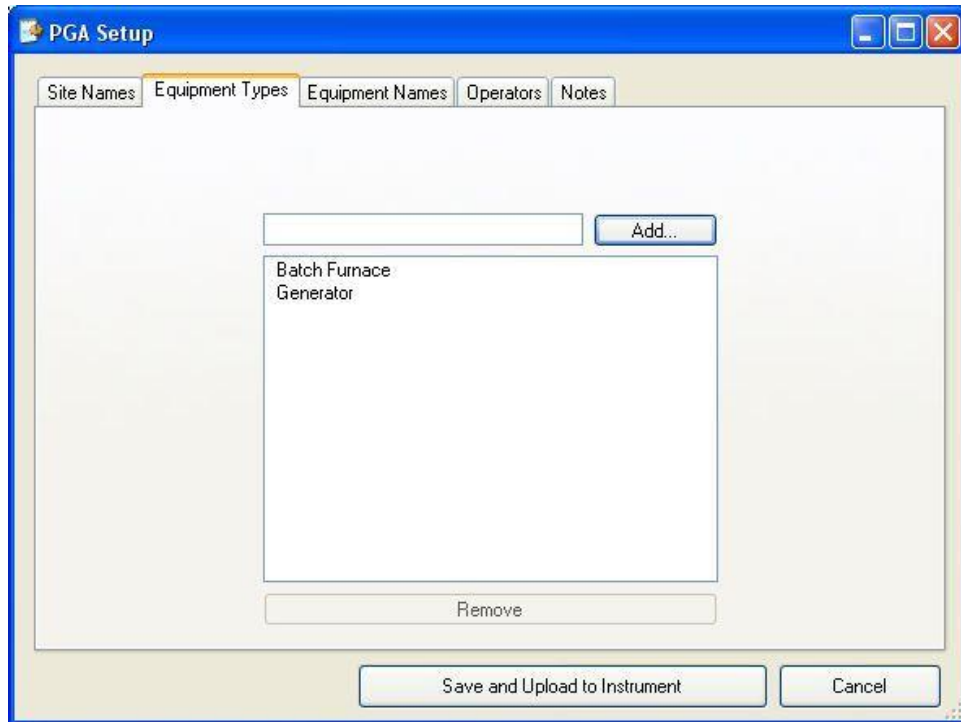 PGA Setup
Site Names Equipment Types Equipment Names Operators Notes
Add...
Batch Furnace
Generator
Remove
Save and Upload to Instrument Cancel